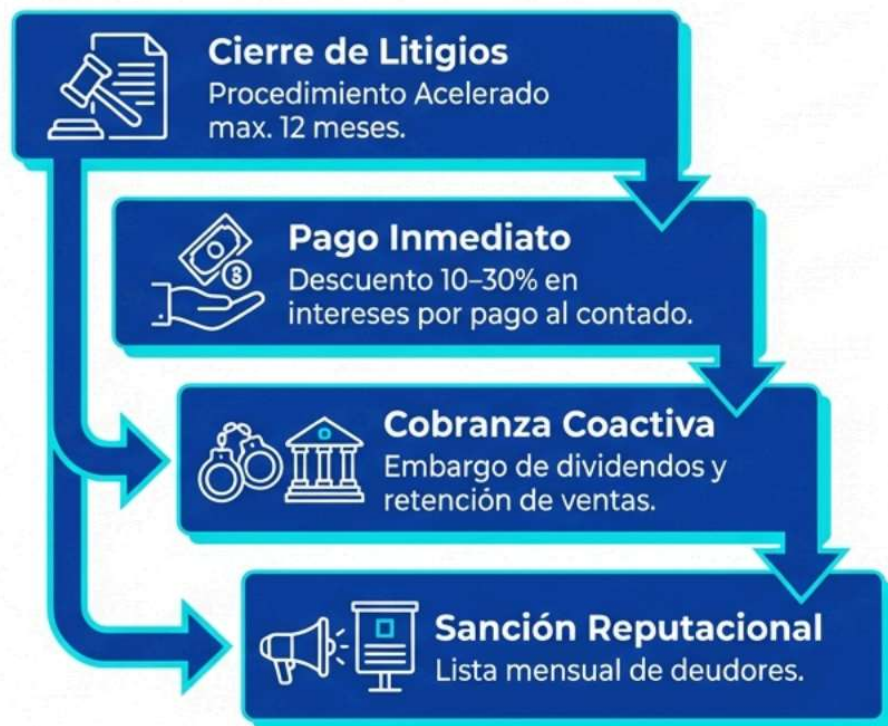 Cierre de Litigios
Procedimiento Acelerado
max. 12 meses.
Pago Inmediato
Descuento 10–30% en
intereses por pago al contado.
Cobranza Coactiva
Embargo de dividendos y
retención de ventas.
Sanción Reputacional
Lista mensual de deudores.